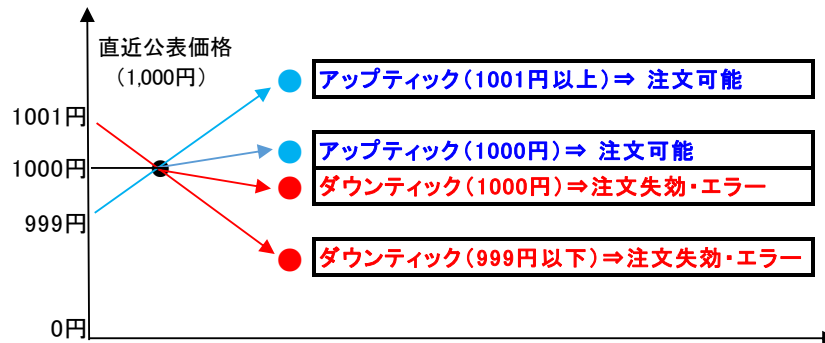 直近公表価格
(1,000円)
アップティック(1001円以上)⇒ 注文可能
1001円
アップティック(1000円)⇒ 注文可能
1000円
ダウンティック(1000円)⇒注文失効・エラー
999円
ダウンティック(999円以下)⇒注文失効・エラー
0円